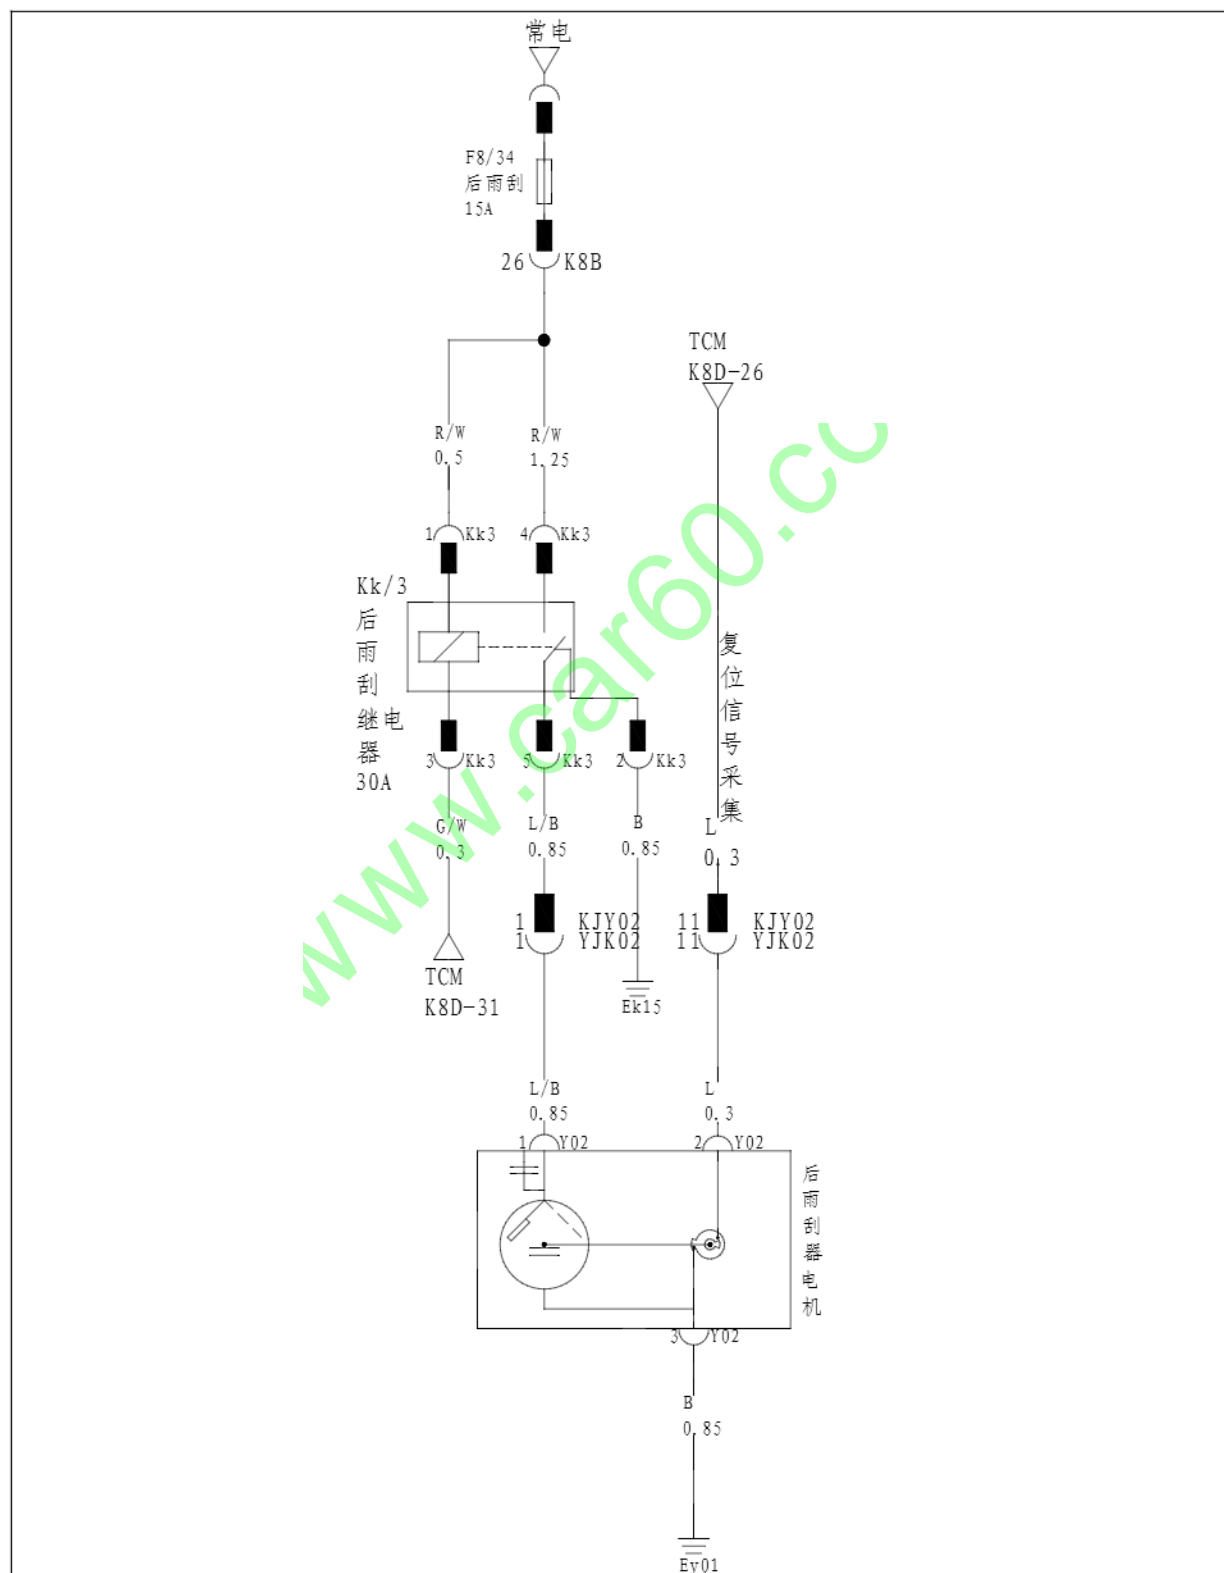 常电
F8/34
后雨刮
15A
26 K8B
TCM
K8D-26
R/W
0.5
R/W
1.25
1 Kk3
4 Kk3
Kk/3
后
雨
刮
继电
器
30A
复位信号采集
3 Kk3
5 Kk3
2 Kk3
G/W
0.3
L/B
0.85
B
0.85
L
0.3
1 KJY02
1 YJK02
11 KJY02
11 YJK02
TCM
K8D-31
Ek15
L/B
0.85
L
0.3
1 Y02
2 Y02
后雨刮器电机
3 Y02
B
0.85
Ey01
www.car60.co